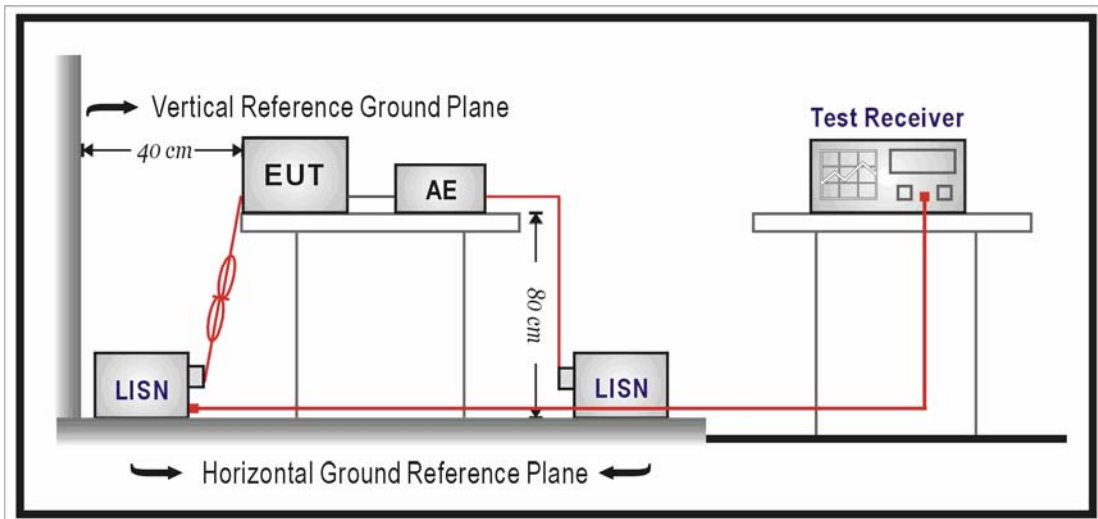 Vertical Reference Ground Plane
Test Receiver
40 cm
EUT
AE
80 cm
LISN
LISN
Horizontal Ground Reference Plane